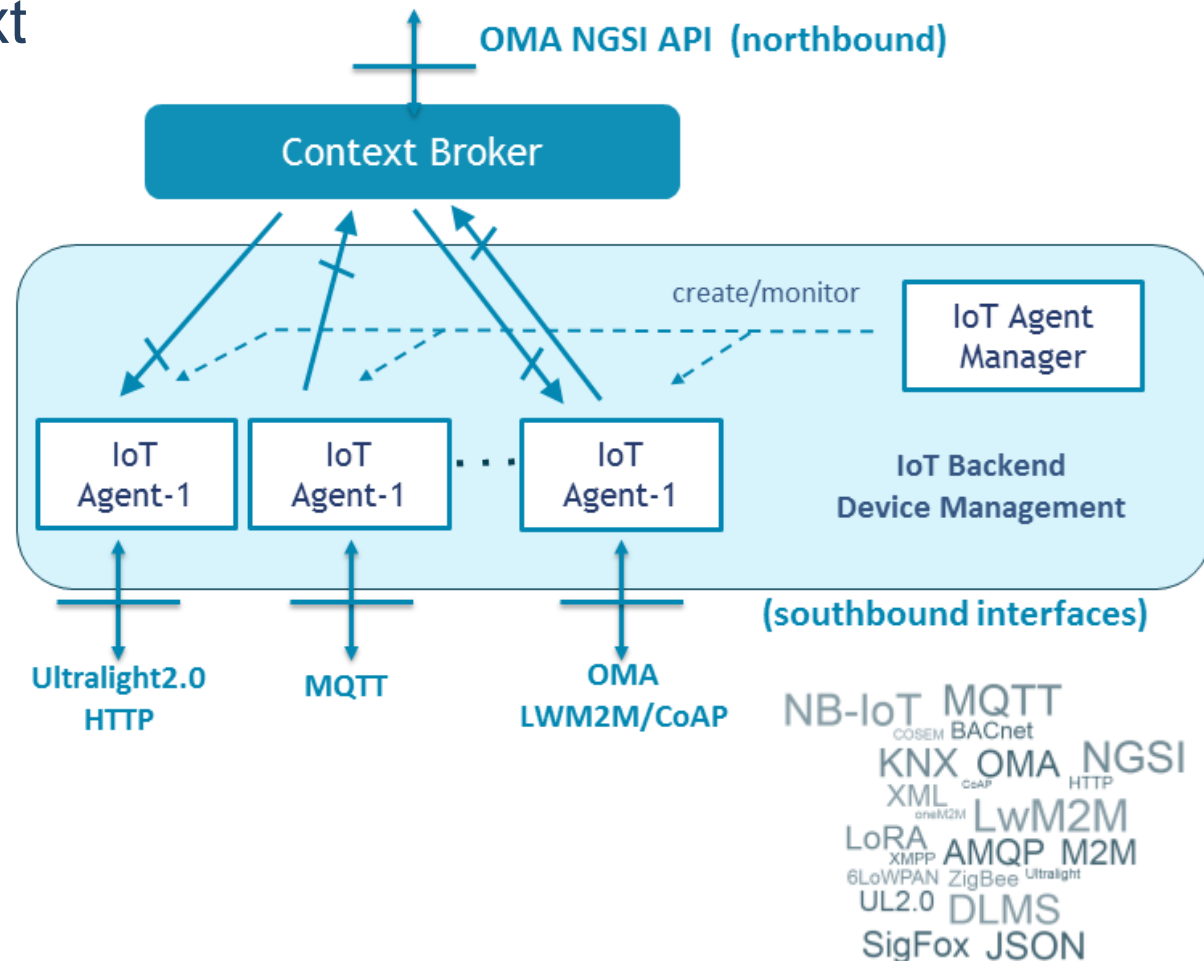 xt
OMA NGSI API (northbound)
Context Broker
create/monitor
IoT Agent
Manager
IoT
Agent-1
IoT
Agent-1
. . .
IoT
Agent-1
IoT Backend
Device Management
(southbound interfaces)
Ultralight2.0
HTTP
MQTT
OMA
LWM2M/CoAP
NB-IoT MQTT
COSEM BACnet
KNX OMA NGSI
CoAP HTTP
XML
oneM2M LwM2M
LoRA
XMPP AMQP M2M
6LoWPAN ZigBee Ultralight
UL2.0 DLMS
SigFox JSON